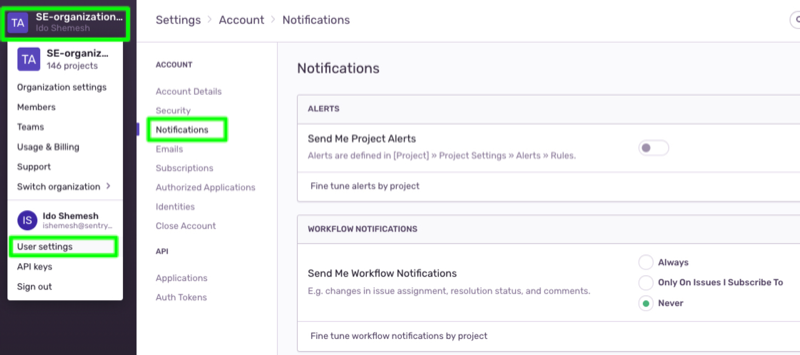 TA
SE-organization...
Ido Shemesh
TA
SE-organiz...
146 projects
Organization settings
Members
Teams
Usage & Billing
Support
Switch organization >
IS
Ido Shemesh
ishemesh@sentry...
User settings
API keys
Sign out
Settings > Account > Notifications
ACCOUNT
Account Details
Security
Notifications
Emails
Subscriptions
Authorized Applications
Identities
Close Account
API
Applications
Auth Tokens
Notifications
ALERTS
Send Me Project Alerts
Alerts are defined in [Project] » Project Settings » Alerts » Rules.
Fine tune alerts by project
WORKFLOW NOTIFICATIONS
Send Me Workflow Notifications
E.g. changes in issue assignment, resolution status, and comments.
Always
Only On Issues I Subscribe To
Never
Fine tune workflow notifications by project